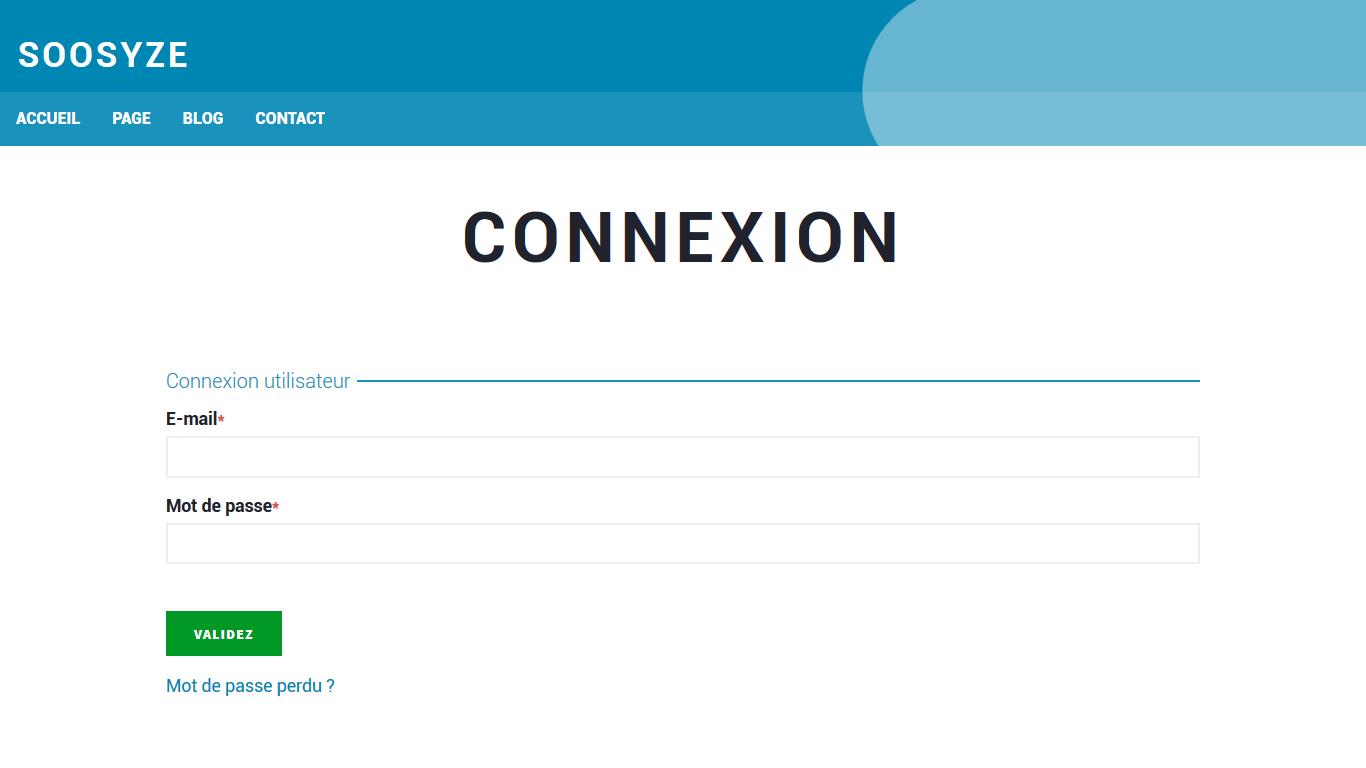 SOOSYZE
ACCUEIL PAGE BLOG CONTACT
CONNEXION
Connexion utilisateur
E-mail*
Mot de passe*
VALIDEZ
Mot de passe perdu ?